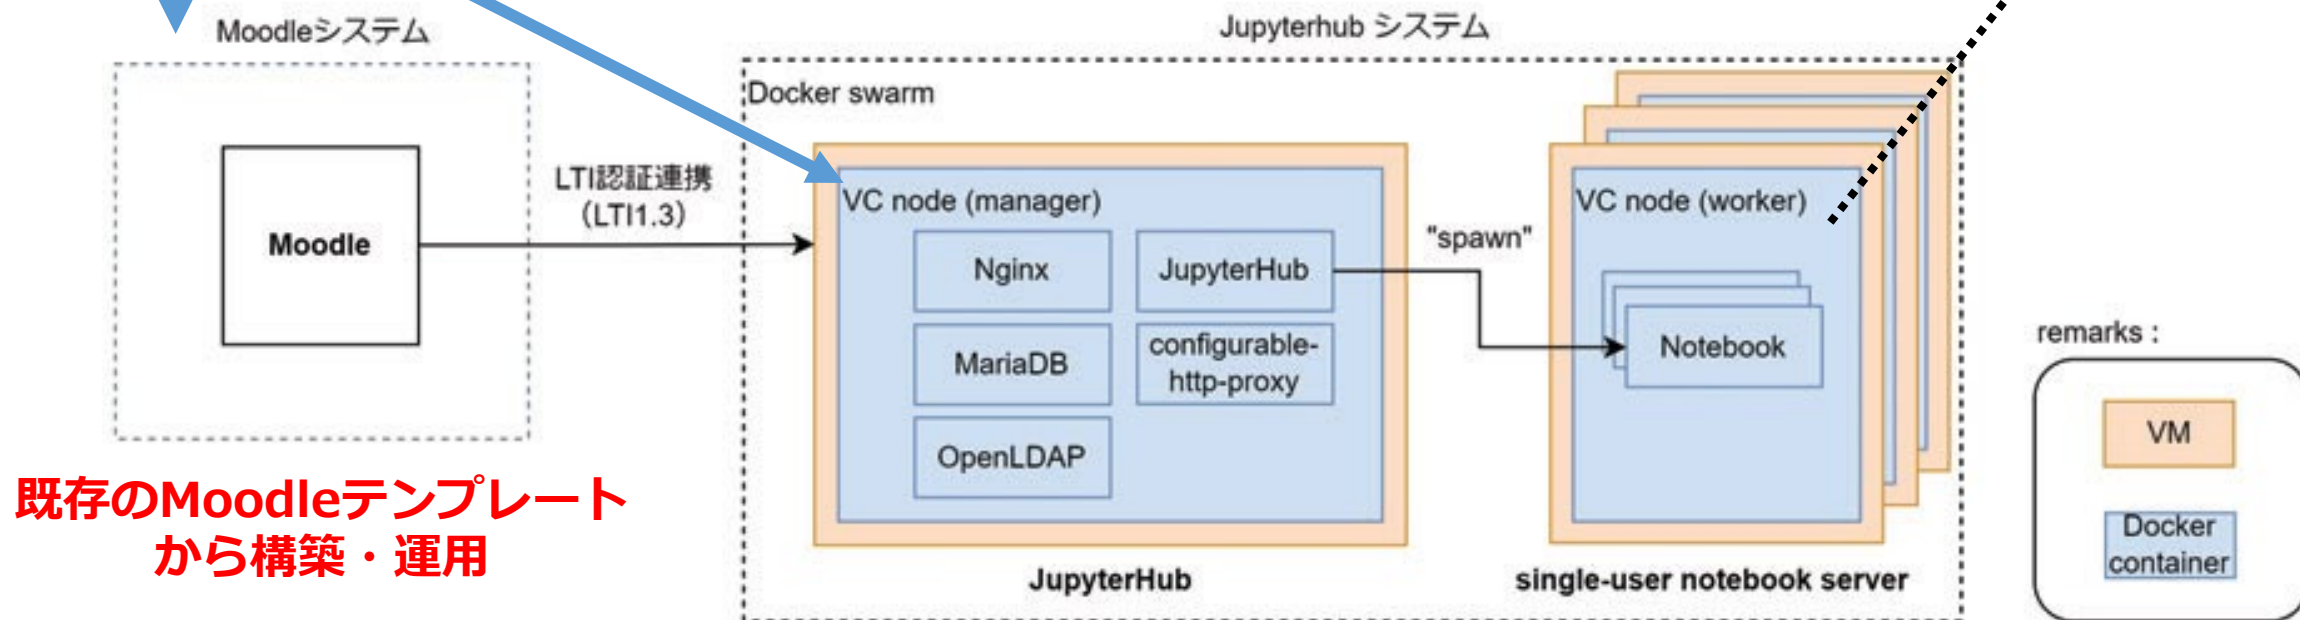 Moodleシステム
Jupyterhub システム
Docker swarm
LTI認証連携
（LTI1.3）
Moodle
VC node (manager)
Nginx
JupyterHub
MariaDB
configurable-
http-proxy
OpenLDAP
"spawn"
VC node (worker)
Notebook
JupyterHub
single-user notebook server
既存のMoodleテンプレート
から構築・運用
remarks :
VM
Docker
container